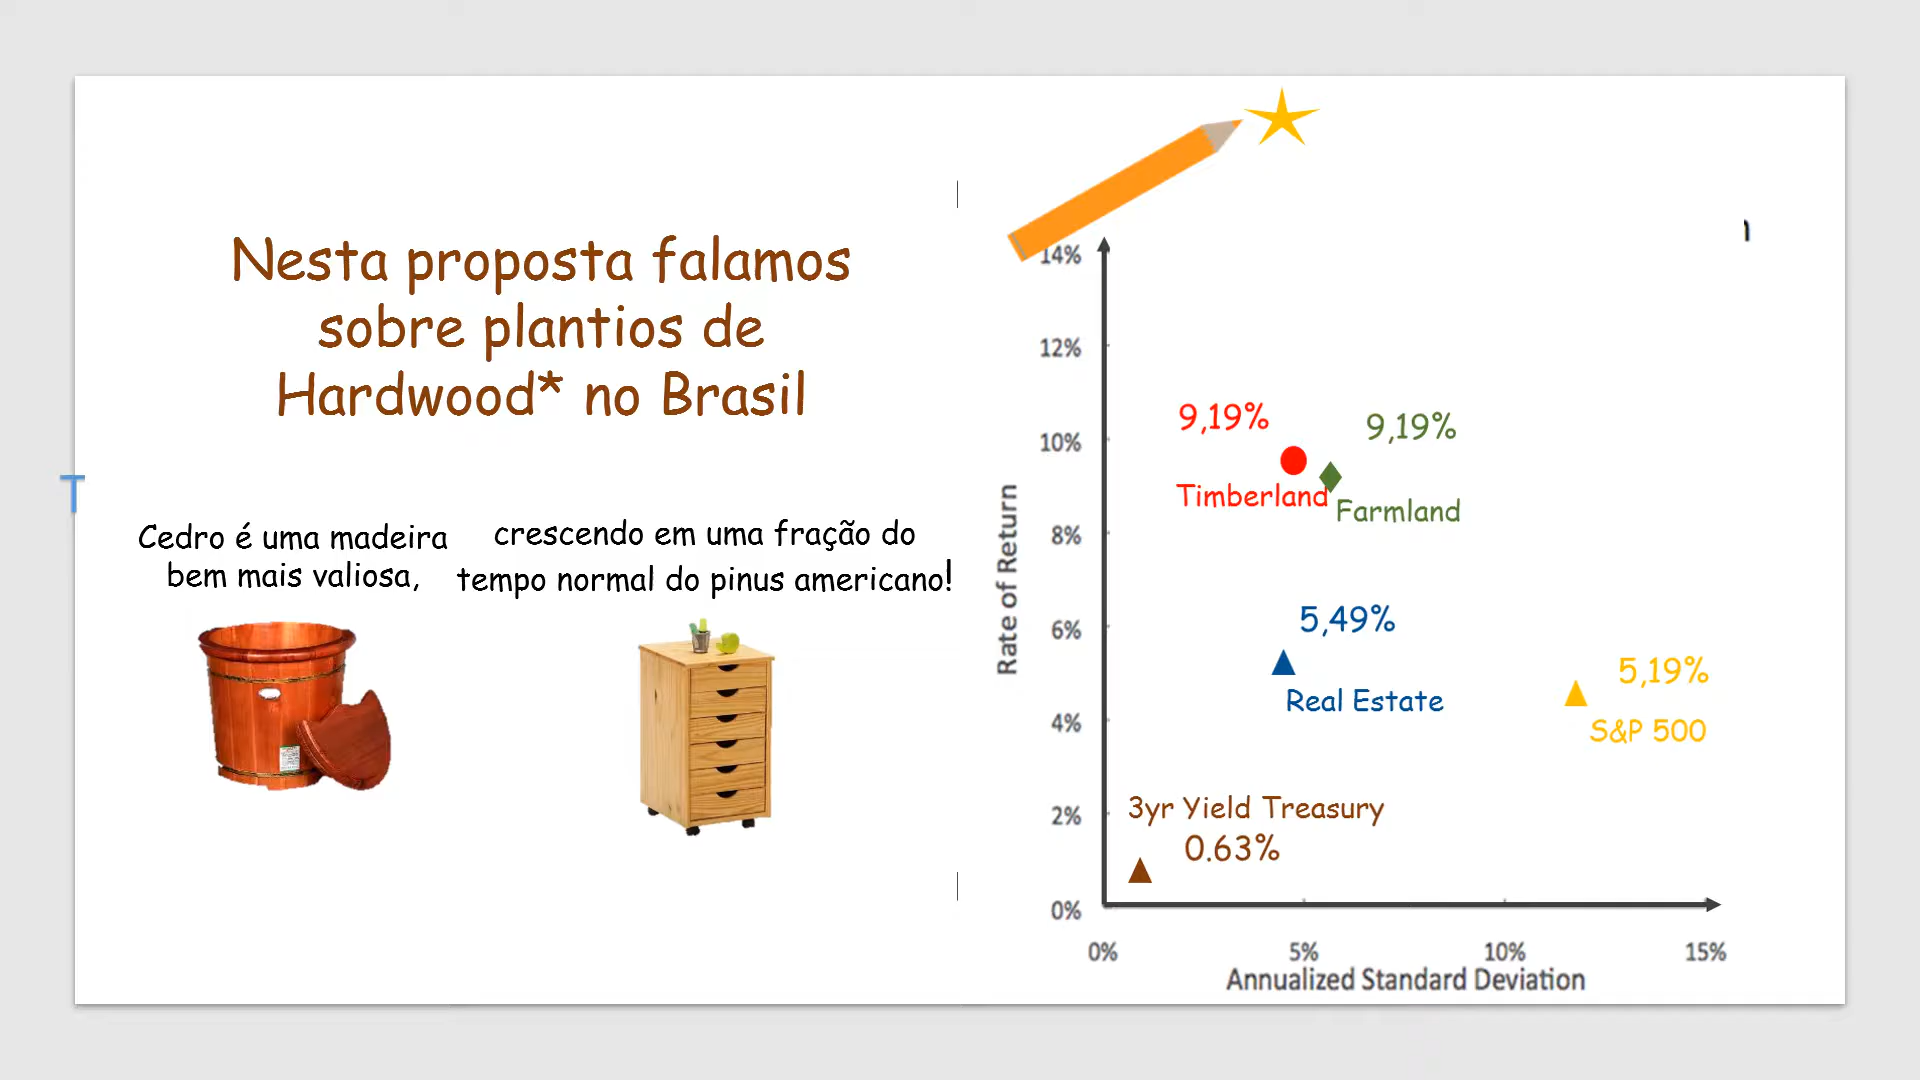 Nesta proposta falamos
sobre plantios de
Hardwood* no Brasil
T
Cedro é uma madeira
bem mais valiosa,
crescendo em uma fração do
tempo normal do pinus americano!
14%
12%
10%
8%
6%
4%
2%
0%
Rate of Return
9,19%
Timberland
9,19%
Farmland
5,49%
Real Estate
5,19%
S&P 500
3yr Yield Treasury
0.63%
0%
5%
10%
15%
Annualized Standard Deviation